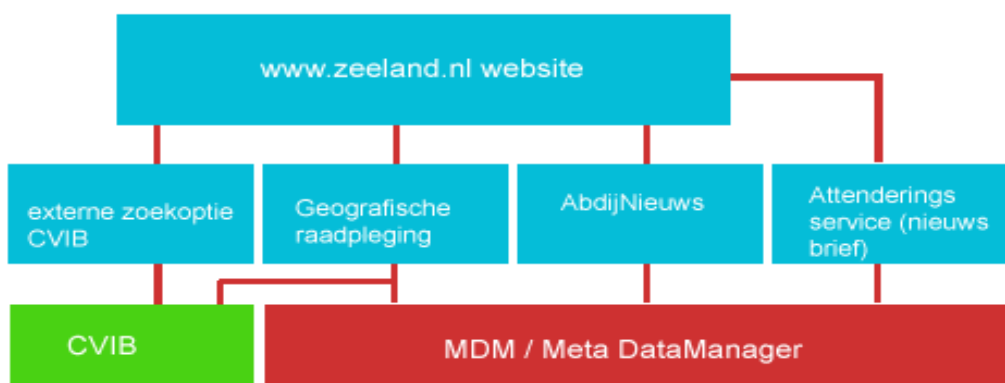 www.zeeland.nl website
externe zoekoptie
CVIB
Geografische
raadpleging
AbdijNieuws
Attenderings
service (nieuws
brief)
CVIB
MDM / Meta DataManager